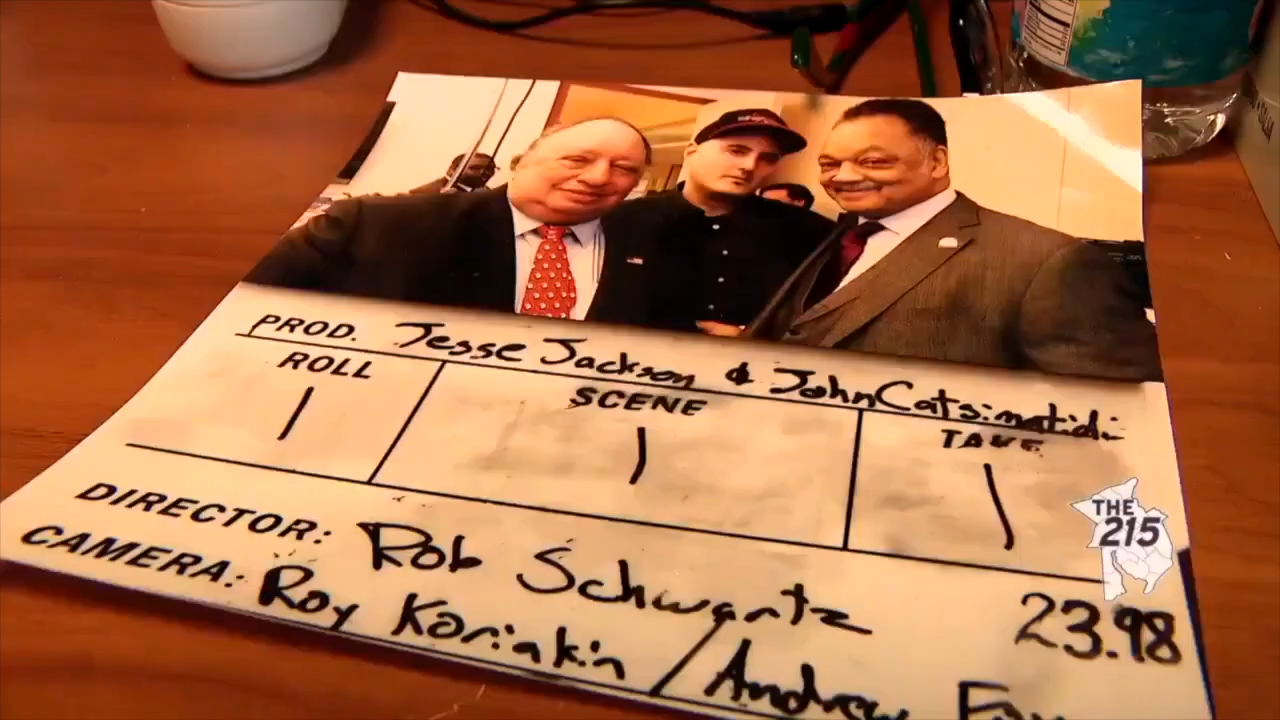 PROD. Jesse Jackson & John Catsimatidi
ROLL SCENE TAKE
1 1 1
DIRECTOR: Rob Schwartz 23.98
CAMERA: Roy Koriakin / Andrew
THE
215